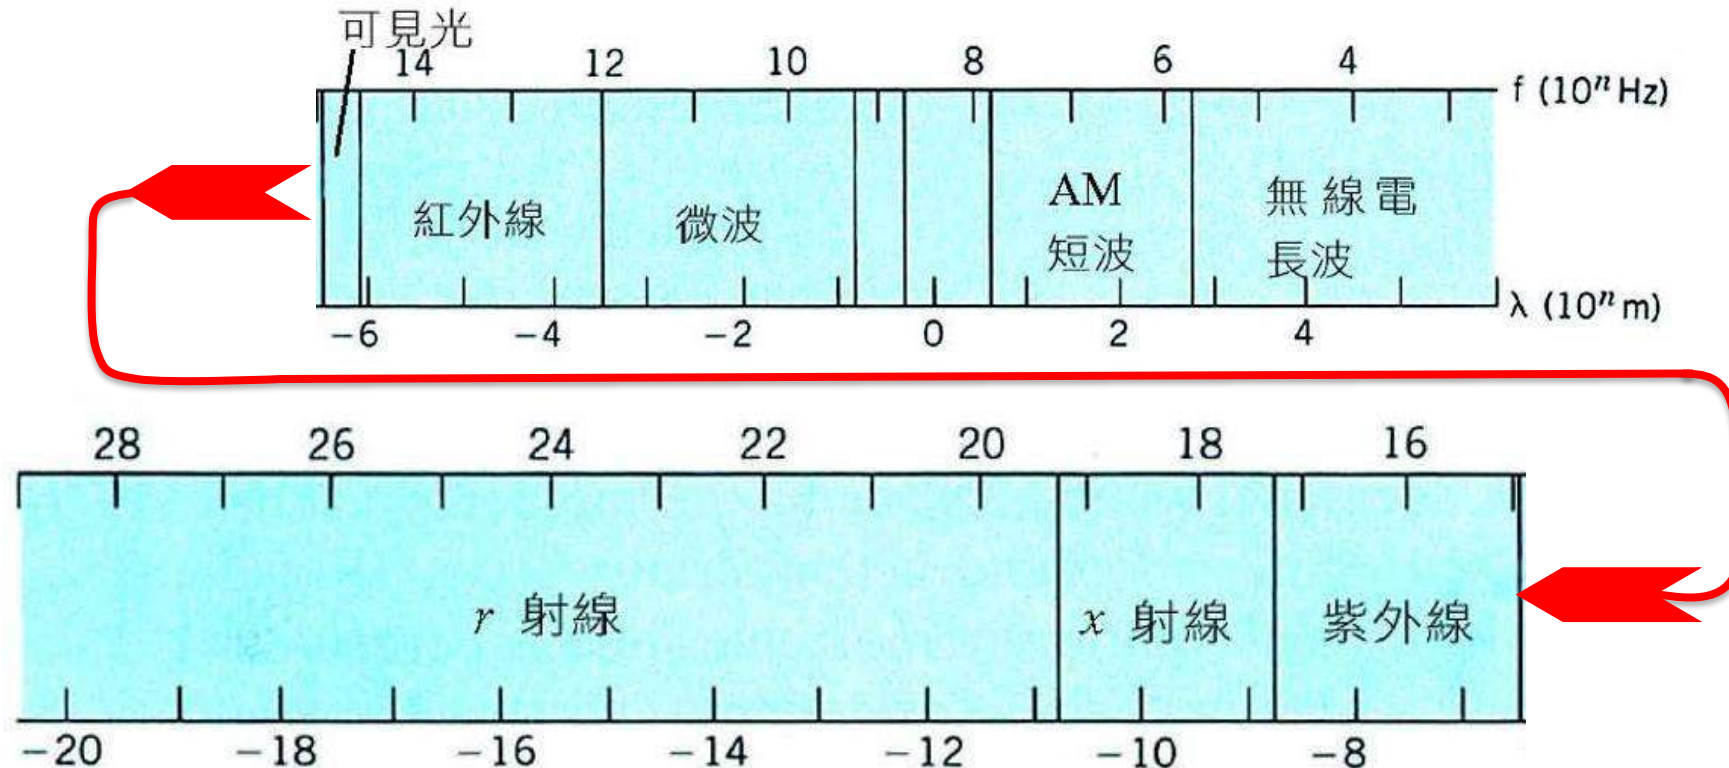 可見光
14 12 10 8 6 4 f (10ⁿ Hz)
紅外線 微波 AM 短波 無線電 長波
−6 −4 −2 0 2 4 λ (10ⁿ m)
28 26 24 22 20 18 16
r 射線 x 射線 紫外線
−20 −18 −16 −14 −12 −10 −8